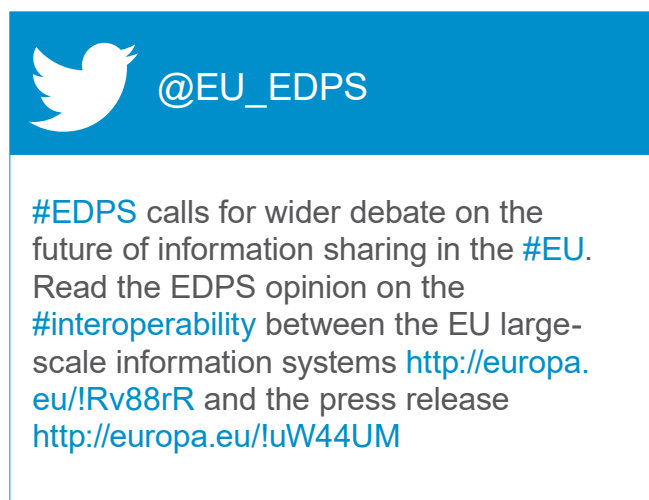 @EU_EDPS
#EDPS calls for wider debate on the
future of information sharing in the #EU.
Read the EDPS opinion on the
#interoperability between the EU large-
scale information systems http://europa.
eu/!Rv88rR and the press release
http://europa.eu/!uW44UM